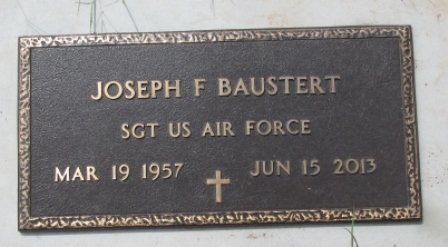 JOSEPH F BAUSTERT
SGT US AIR FORCE
MAR 19 1957 JUN 15 2013